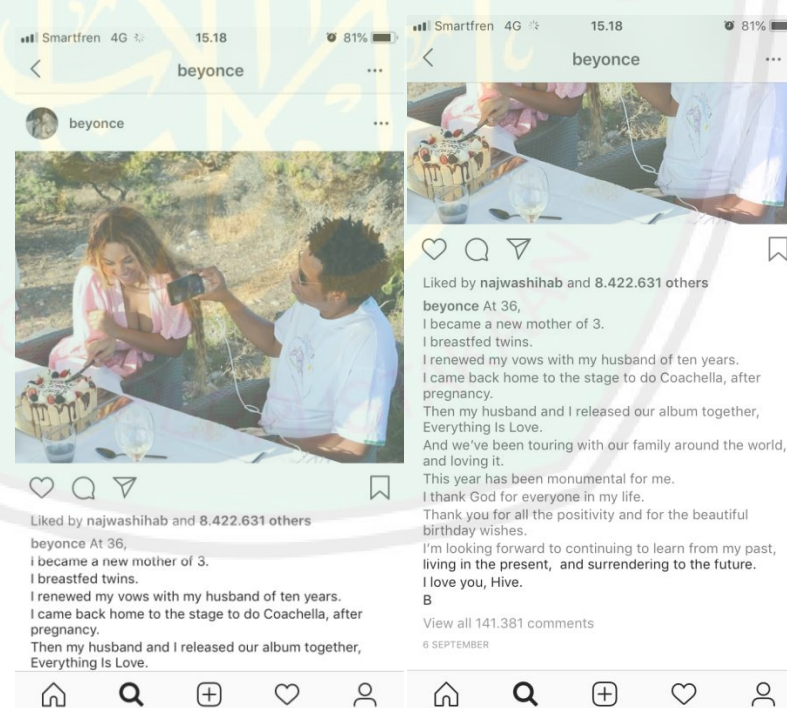 Smartfren 4G 15.18 81%
beyonce
beyonce
Liked by najwashihab and 8.422.631 others
beyonce At 36,
i became a new mother of 3.
I breastfed twins.
I renewed my vows with my husband of ten years.
I came back home to the stage to do Coachella, after
pregnancy.
Then my husband and I released our album together,
Everything Is Love.
Smartfren 4G 15.18 81%
beyonce
Liked by najwashihab and 8.422.631 others
beyonce At 36,
I became a new mother of 3.
I breastfed twins.
I renewed my vows with my husband of ten years.
I came back home to the stage to do Coachella, after
pregnancy.
Then my husband and I released our album together,
Everything Is Love.
And we've been touring with our family around the world,
and loving it.
This year has been monumental for me.
I thank God for everyone in my life.
Thank you for all the positivity and for the beautiful
birthday wishes.
I'm looking forward to continuing to learn from my past,
living in the present, and surrendering to the future.
I love you, Hive.
B
View all 141.381 comments
6 SEPTEMBER